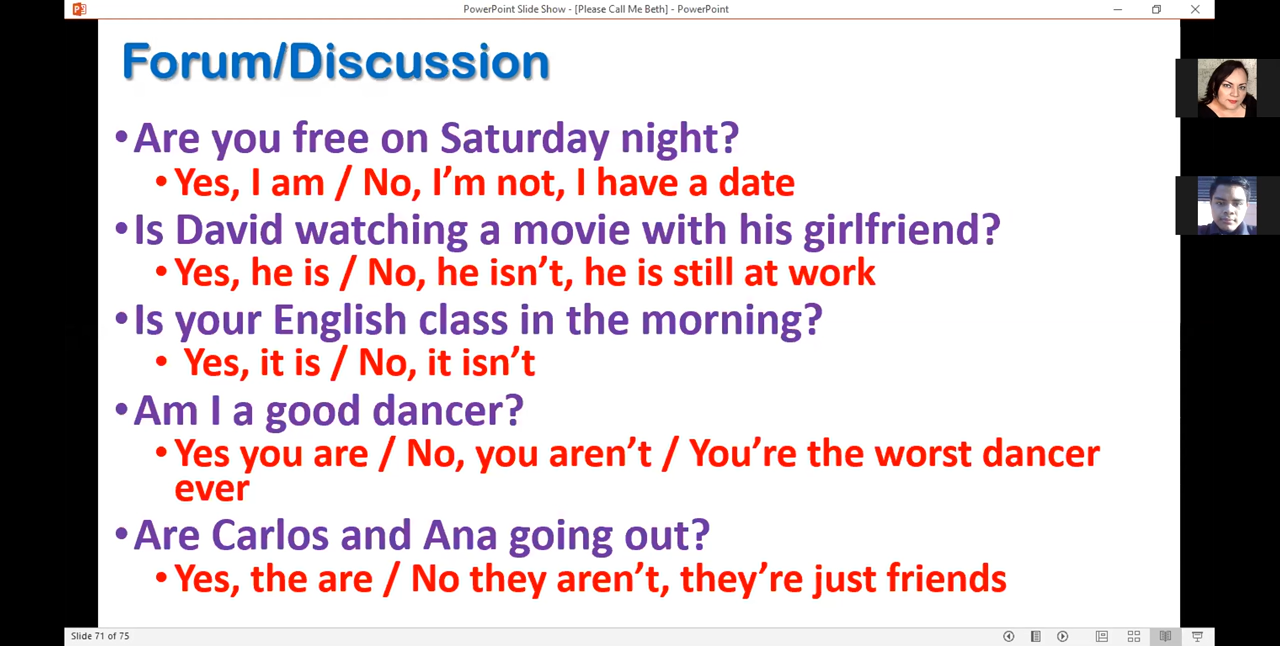 PowerPoint Slide Show - [Please Call Me Beth] - PowerPoint
Forum/Discussion
•Are you free on Saturday night?
•Yes, I am / No, I'm not, I have a date
•Is David watching a movie with his girlfriend?
•Yes, he is / No, he isn't, he is still at work
•Is your English class in the morning?
• Yes, it is / No, it isn't
•Am I a good dancer?
•Yes you are / No, you aren't / You're the worst dancer
ever
•Are Carlos and Ana going out?
•Yes, the are / No they aren't, they're just friends
Slide 71 of 75